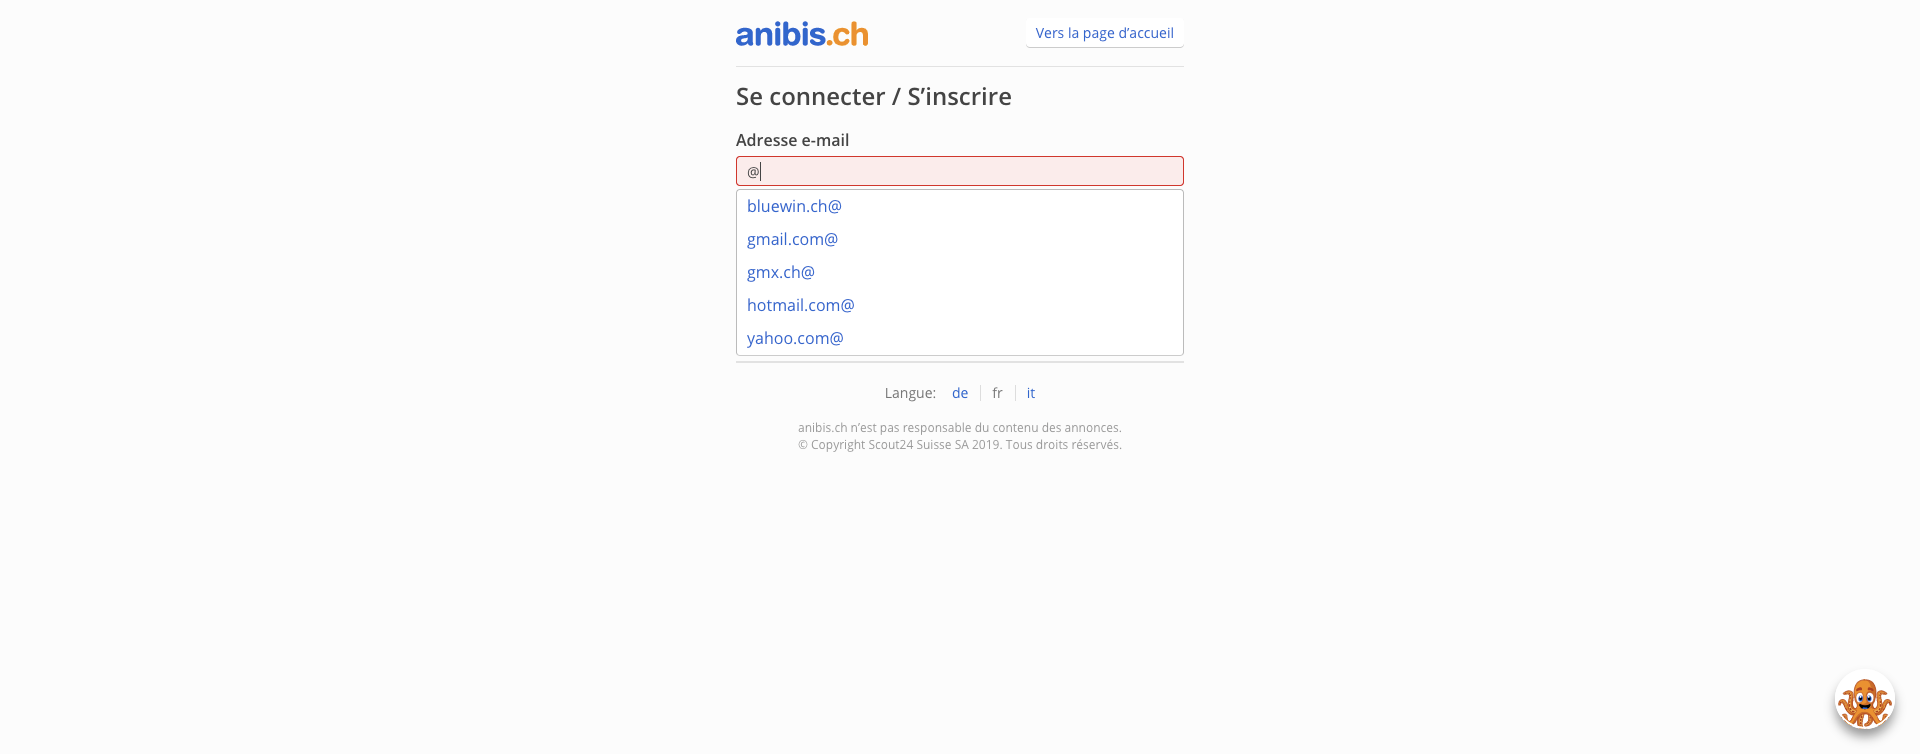 anibis.ch
Vers la page d’accueil
Se connecter / S’inscrire
Adresse e-mail
@
bluewin.ch@
gmail.com@
gmx.ch@
hotmail.com@
yahoo.com@
Langue: de fr it
anibis.ch n’est pas responsable du contenu des annonces.
© Copyright Scout24 Suisse SA 2019. Tous droits réservés.